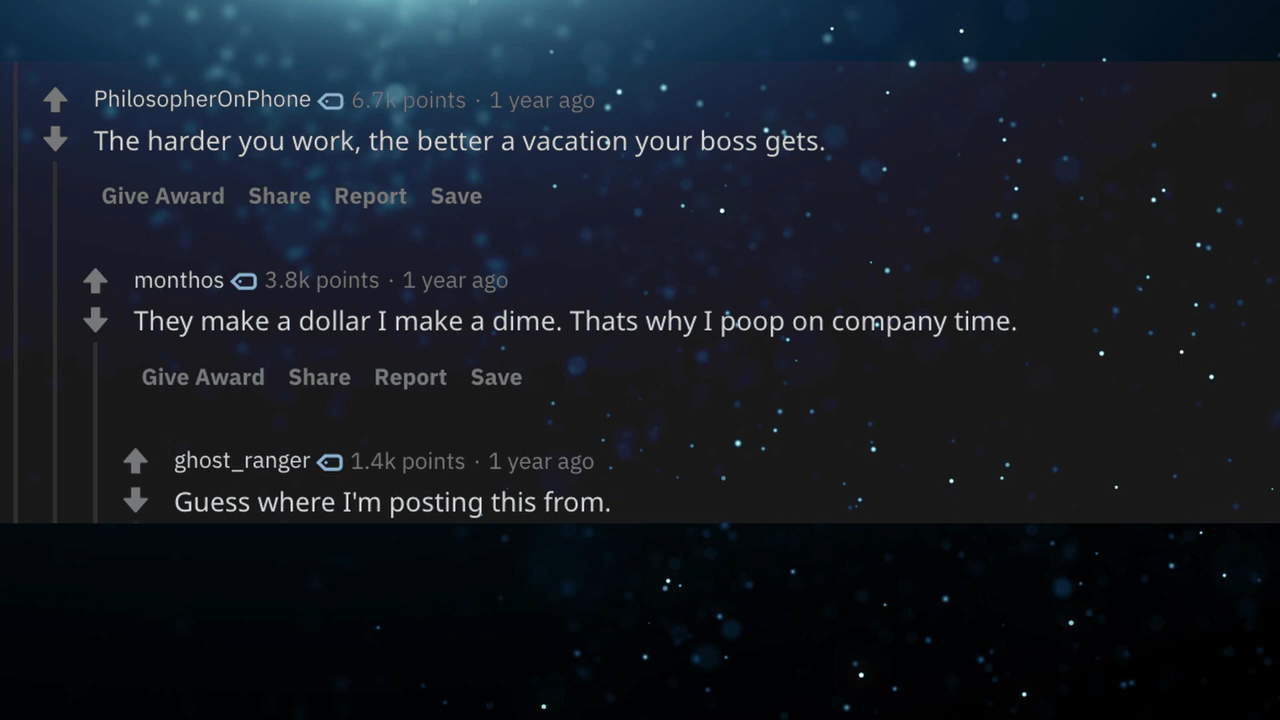 PhilosopherOnPhone 6.7k points · 1 year ago
The harder you work, the better a vacation your boss gets.
Give Award Share Report Save
monthos 3.8k points · 1 year ago
They make a dollar I make a dime. Thats why I poop on company time.
Give Award Share Report Save
ghost_ranger 1.4k points · 1 year ago
Guess where I'm posting this from.